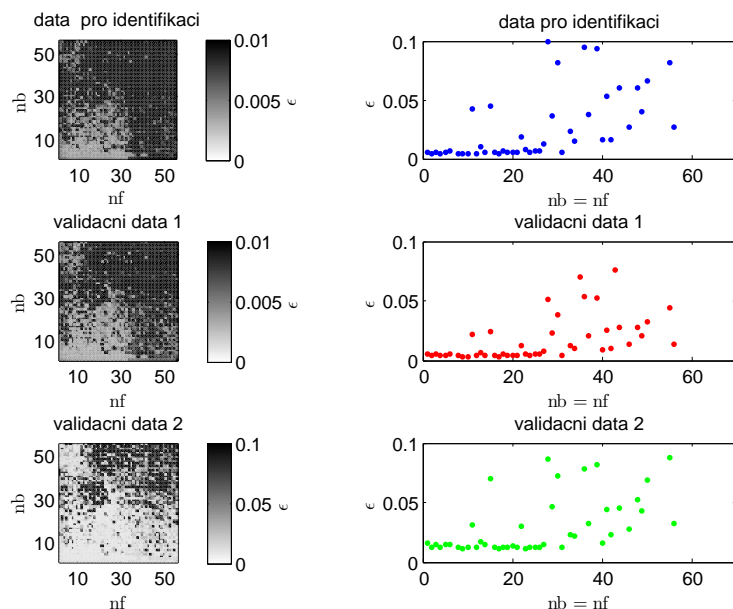 data  pro identifikaci
nb
50
30
10
10 30 50
nf
0.01
0.005
0
ϵ
data pro identifikaci
ϵ
0.1
0.05
0
0 20 40 60
nb = nf
validacni data 1
nb
50
30
10
10 30 50
nf
0.01
0.005
0
ϵ
validacni data 1
ϵ
0.1
0.05
0
0 20 40 60
nb = nf
validacni data 2
nb
50
30
10
10 30 50
nf
0.1
0.05
0
ϵ
validacni data 2
ϵ
0.1
0.05
0
0 20 40 60
nb = nf